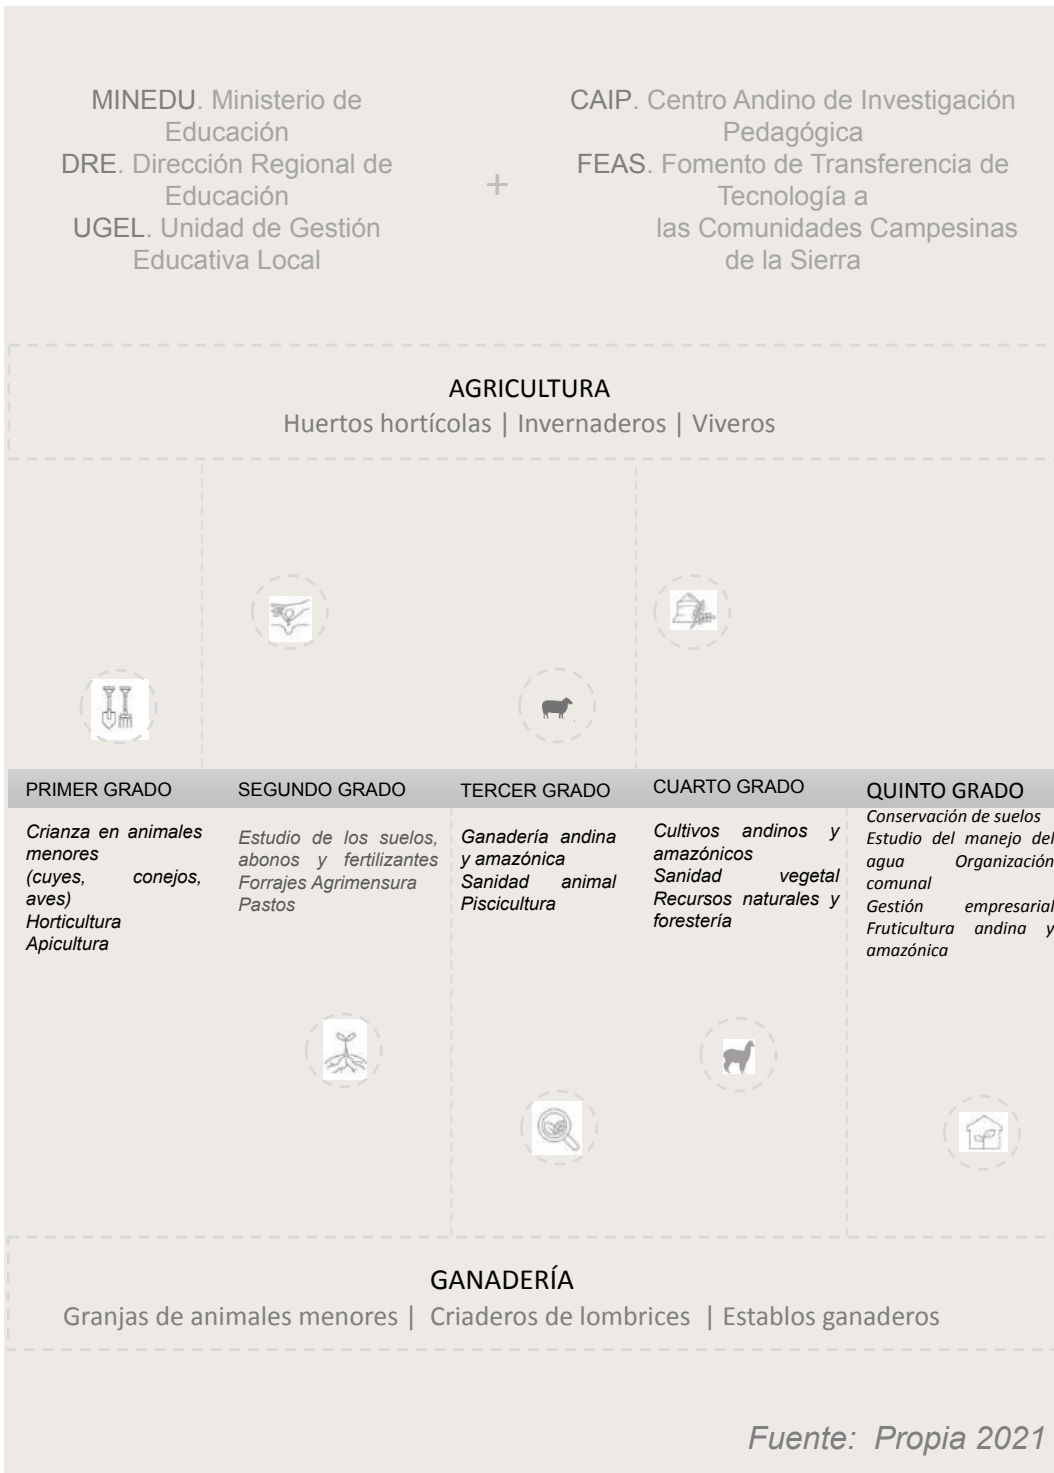 MINEDU. Ministerio de
Educación
DRE. Dirección Regional de
Educación
UGEL. Unidad de Gestión
Educativa Local
+
CAIP. Centro Andino de Investigación
Pedagógica
FEAS. Fomento de Transferencia de
Tecnología a
las Comunidades Campesinas
de la Sierra
AGRICULTURA
Huertos hortícolas | Invernaderos | Viveros
PRIMER GRADO
Crianza en animales
menores
(cuyes, conejos,
aves)
Horticultura
Apicultura
SEGUNDO GRADO
Estudio de los suelos,
abonos y fertilizantes
Forrajes Agrimensura
Pastos
TERCER GRADO
Ganadería andina
y amazónica
Sanidad animal
Piscicultura
CUARTO GRADO
Cultivos andinos y
amazónicos
Sanidad vegetal
Recursos naturales y
forestería
QUINTO GRADO
Conservación de suelos
Estudio del manejo del
agua Organización
comunal
Gestión empresarial
Fruticultura andina y
amazónica
GANADERÍA
Granjas de animales menores | Criaderos de lombrices | Establos ganaderos
Fuente: Propia 2021